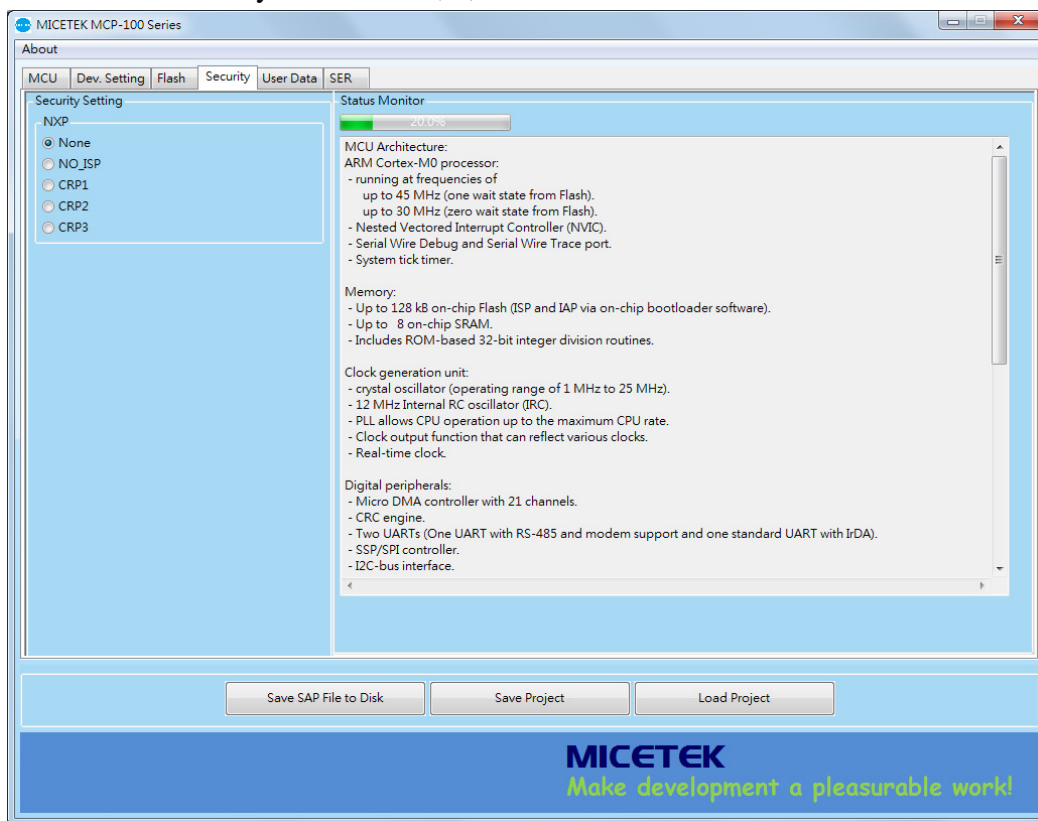 MICETEK MCP-100 Series
About
MCU Dev. Setting Flash Security User Data SER
Security Setting
NXP
None
NO_ISP
CRP1
CRP2
CRP3
Status Monitor
20.0%
MCU Architecture:
ARM Cortex-M0 processor:
- running at frequencies of
up to 45 MHz (one wait state from Flash).
up to 30 MHz (zero wait state from Flash).
- Nested Vectored Interrupt Controller (NVIC).
- Serial Wire Debug and Serial Wire Trace port.
- System tick timer.
Memory:
- Up to 128 kB on-chip Flash (ISP and IAP via on-chip bootloader software).
- Up to 8 on-chip SRAM.
- Includes ROM-based 32-bit integer division routines.
Clock generation unit:
- crystal oscillator (operating range of 1 MHz to 25 MHz).
- 12 MHz Internal RC oscillator (IRC).
- PLL allows CPU operation up to the maximum CPU rate.
- Clock output function that can reflect various clocks.
- Real-time clock.
Digital peripherals:
- Micro DMA controller with 21 channels.
- CRC engine.
- Two UARTs (One UART with RS-485 and modem support and one standard UART with IrDA).
- SSP/SPI controller.
- I2C-bus interface.
Save SAP File to Disk Save Project Load Project
MICETEK
Make development a pleasurable work!